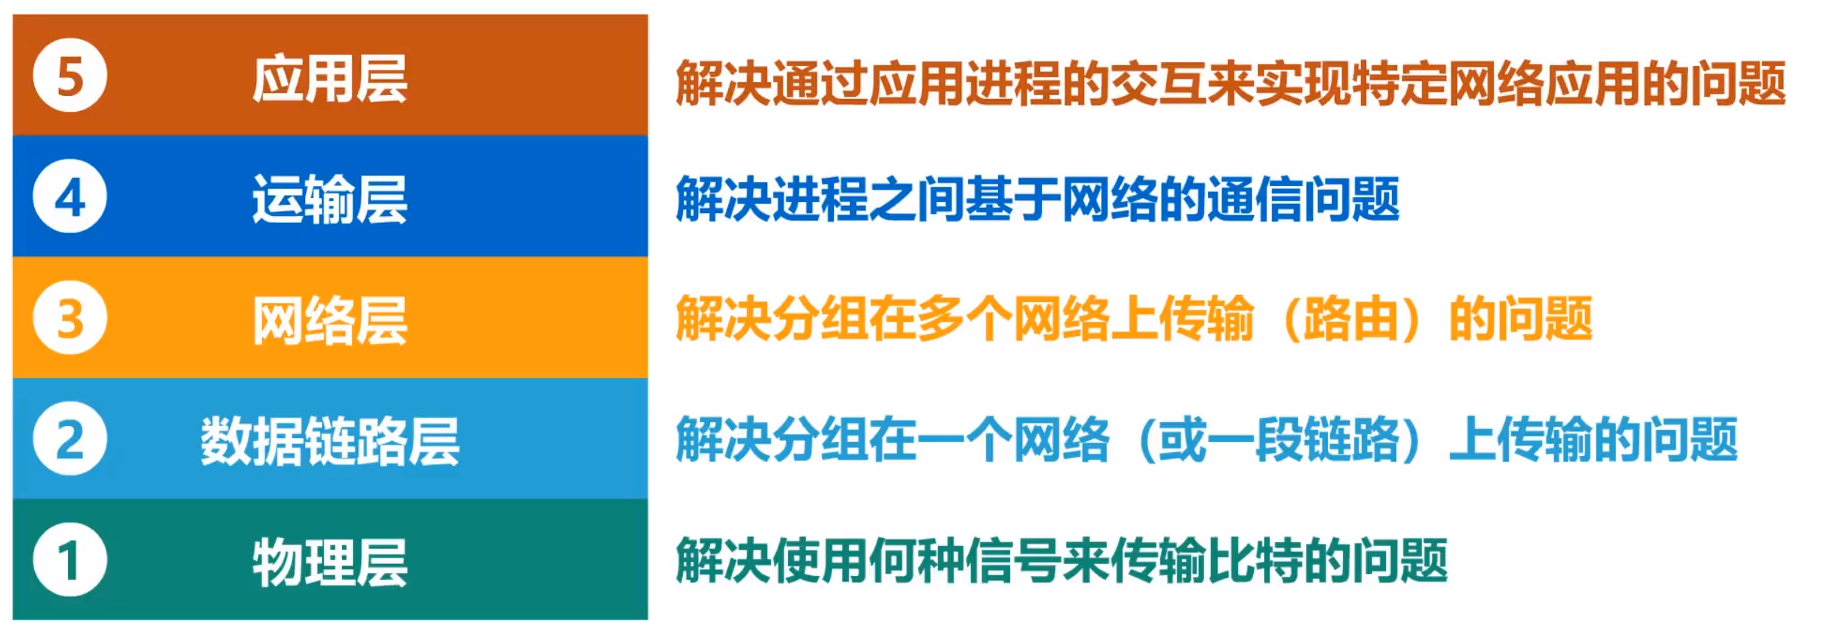 5 应用层 解决通过应用进程的交互来实现特定网络应用的问题
4 运输层 解决进程之间基于网络的通信问题
3 网络层 解决分组在多个网络上传输（路由）的问题
2 数据链路层 解决分组在一个网络（或一段链路）上传输的问题
1 物理层 解决使用何种信号来传输比特的问题